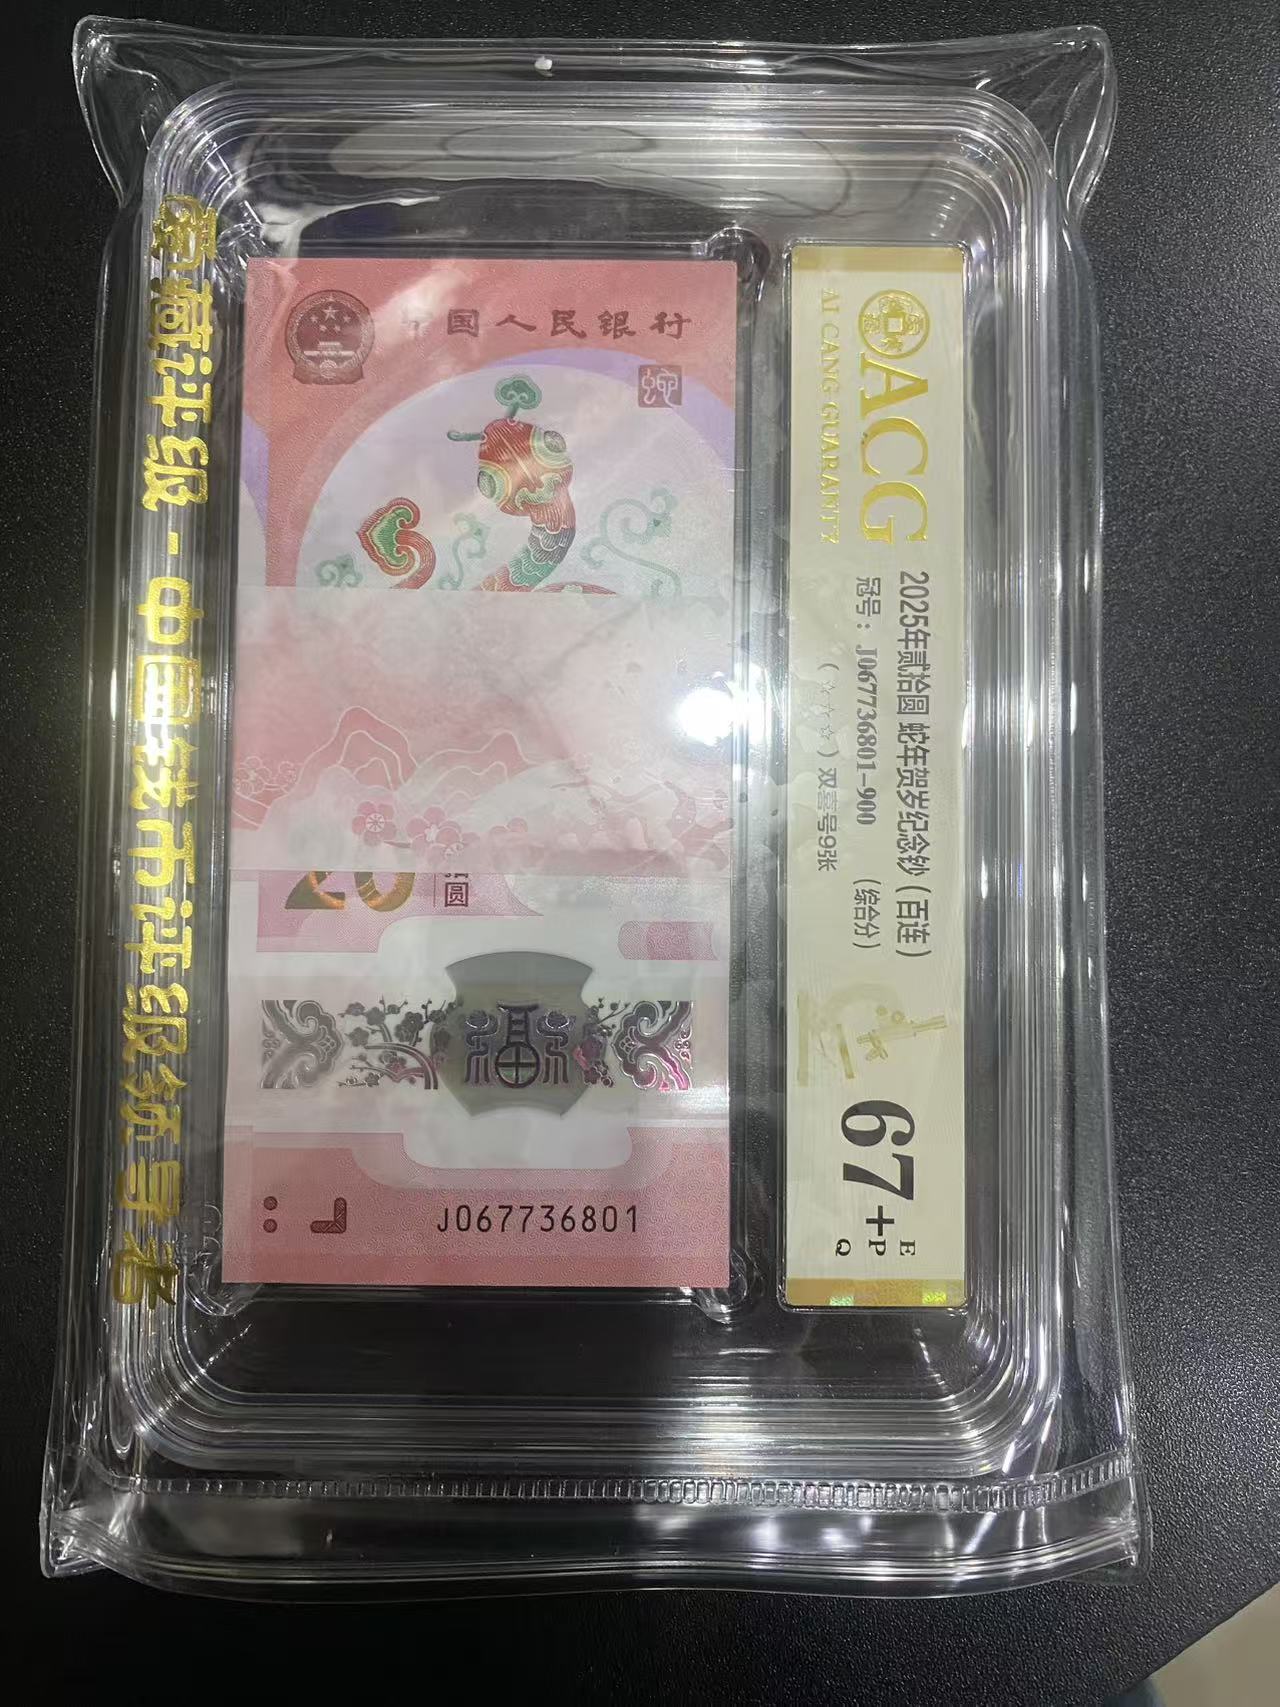 爱藏评级-中国钱币评级领导者
中国人民银行
蛇
20
圆
福
J067736801
ACG
AI CANG GUARANTY
2025年贰拾圆 蛇年贺岁纪念钞(百连)
冠号:J067736801-900 (综合分)
(☆☆☆)双喜号9张
67+
E
P
Q